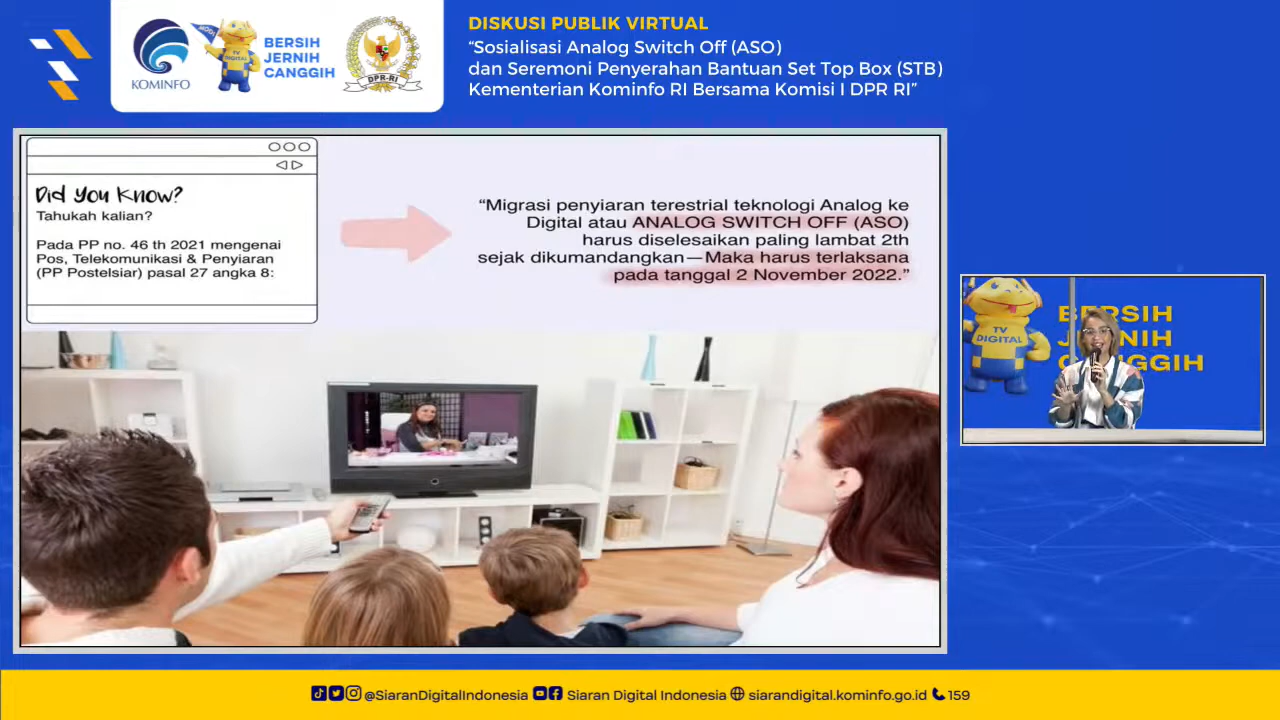 KOMINFO
MODI
TV
DIGITAL
BERSIH
JERNIH
CANGGIH
DPR-RI
DISKUSI PUBLIK VIRTUAL
“Sosialisasi Analog Switch Off (ASO)
dan Seremoni Penyerahan Bantuan Set Top Box (STB)
Kementerian Kominfo RI Bersama Komisi I DPR RI”
Did You Know?
Tahukah kalian?
Pada PP no. 46 th 2021 mengenai
Pos, Telekomunikasi & Penyiaran
(PP Postelsiar) pasal 27 angka 8:
“Migrasi penyiaran terestrial teknologi Analog ke
Digital atau ANALOG SWITCH OFF (ASO)
harus diselesaikan paling lambat 2th
sejak dikumandangkan—Maka harus terlaksana
pada tanggal 2 November 2022.”
TV
DIGITAL
BERSIH
JERNIH
CANGGIH
@SiaranDigitalIndonesia Siaran Digital Indonesia siarandigital.kominfo.go.id 159